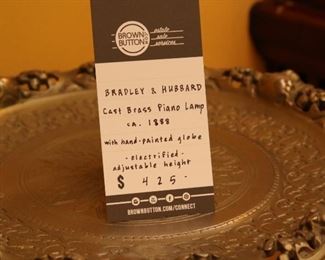 BROWN
BUTTON
estate
sale
services
BRADLEY & HUBBARD
Cast Brass Piano Lamp
ca. 1888
with hand-painted globe
- electrified -
adjustable height
$ 425-
BROWNBUTTON.COM/CONNECT